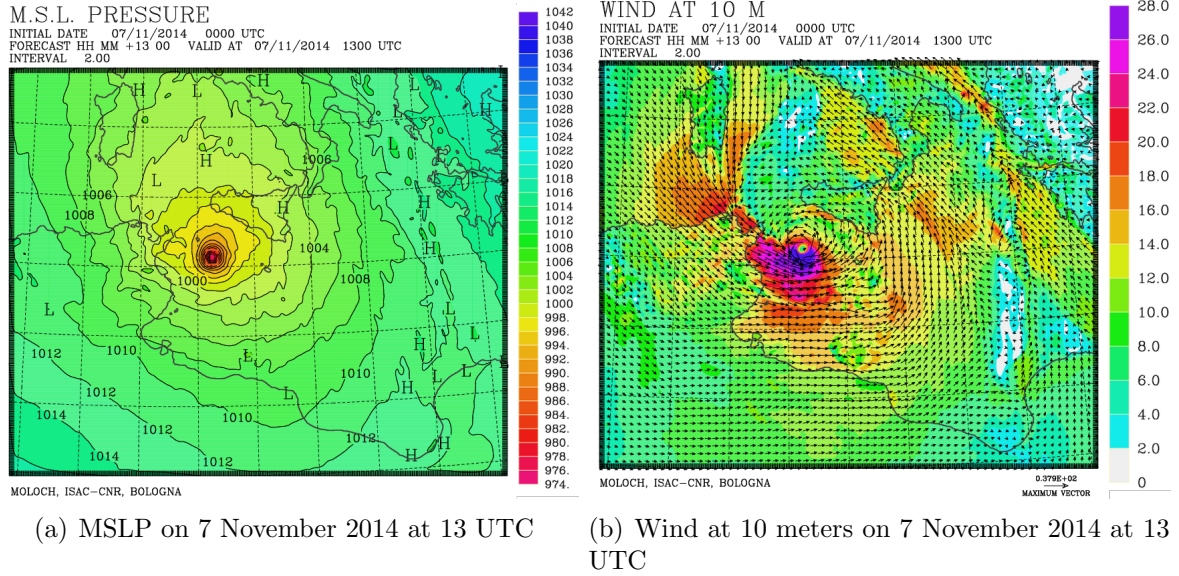 M.S.L. PRESSURE
INITIAL DATE 07/11/2014 0000 UTC
FORECAST HH MM +13 00 VALID AT 07/11/2014 1300 UTC
INTERVAL 2.00
1042
1040
1038
1036
1034
1032
1030
1028
1026
1024
1022
1020
1018
1016
1014
1012
1010
1008
1006
1004
1002
1000
998.
996.
994.
992.
990.
988.
986.
984.
982.
980.
978.
976.
974.
H
L
H
L
H
L
H
L
H
L
1006
1006
1008
H
H
1004
1000
1008
L
L
1012
1010
L
1010
1012
L
1010
H
1014
1012
1012
1014
1012
H
H
MOLOCH, ISAC-CNR, BOLOGNA
(a) MSLP on 7 November 2014 at 13 UTC
WIND AT 10 M
INITIAL DATE 07/11/2014 0000 UTC
FORECAST HH MM +13 00 VALID AT 07/11/2014 1300 UTC
INTERVAL 2.00
28.0
26.0
24.0
22.0
20.0
18.0
16.0
14.0
12.0
10.0
8.0
6.0
4.0
2.0
0
MOLOCH, ISAC-CNR, BOLOGNA
0.379E+02
MAXIMUM VECTOR
(b) Wind at 10 meters on 7 November 2014 at 13
UTC